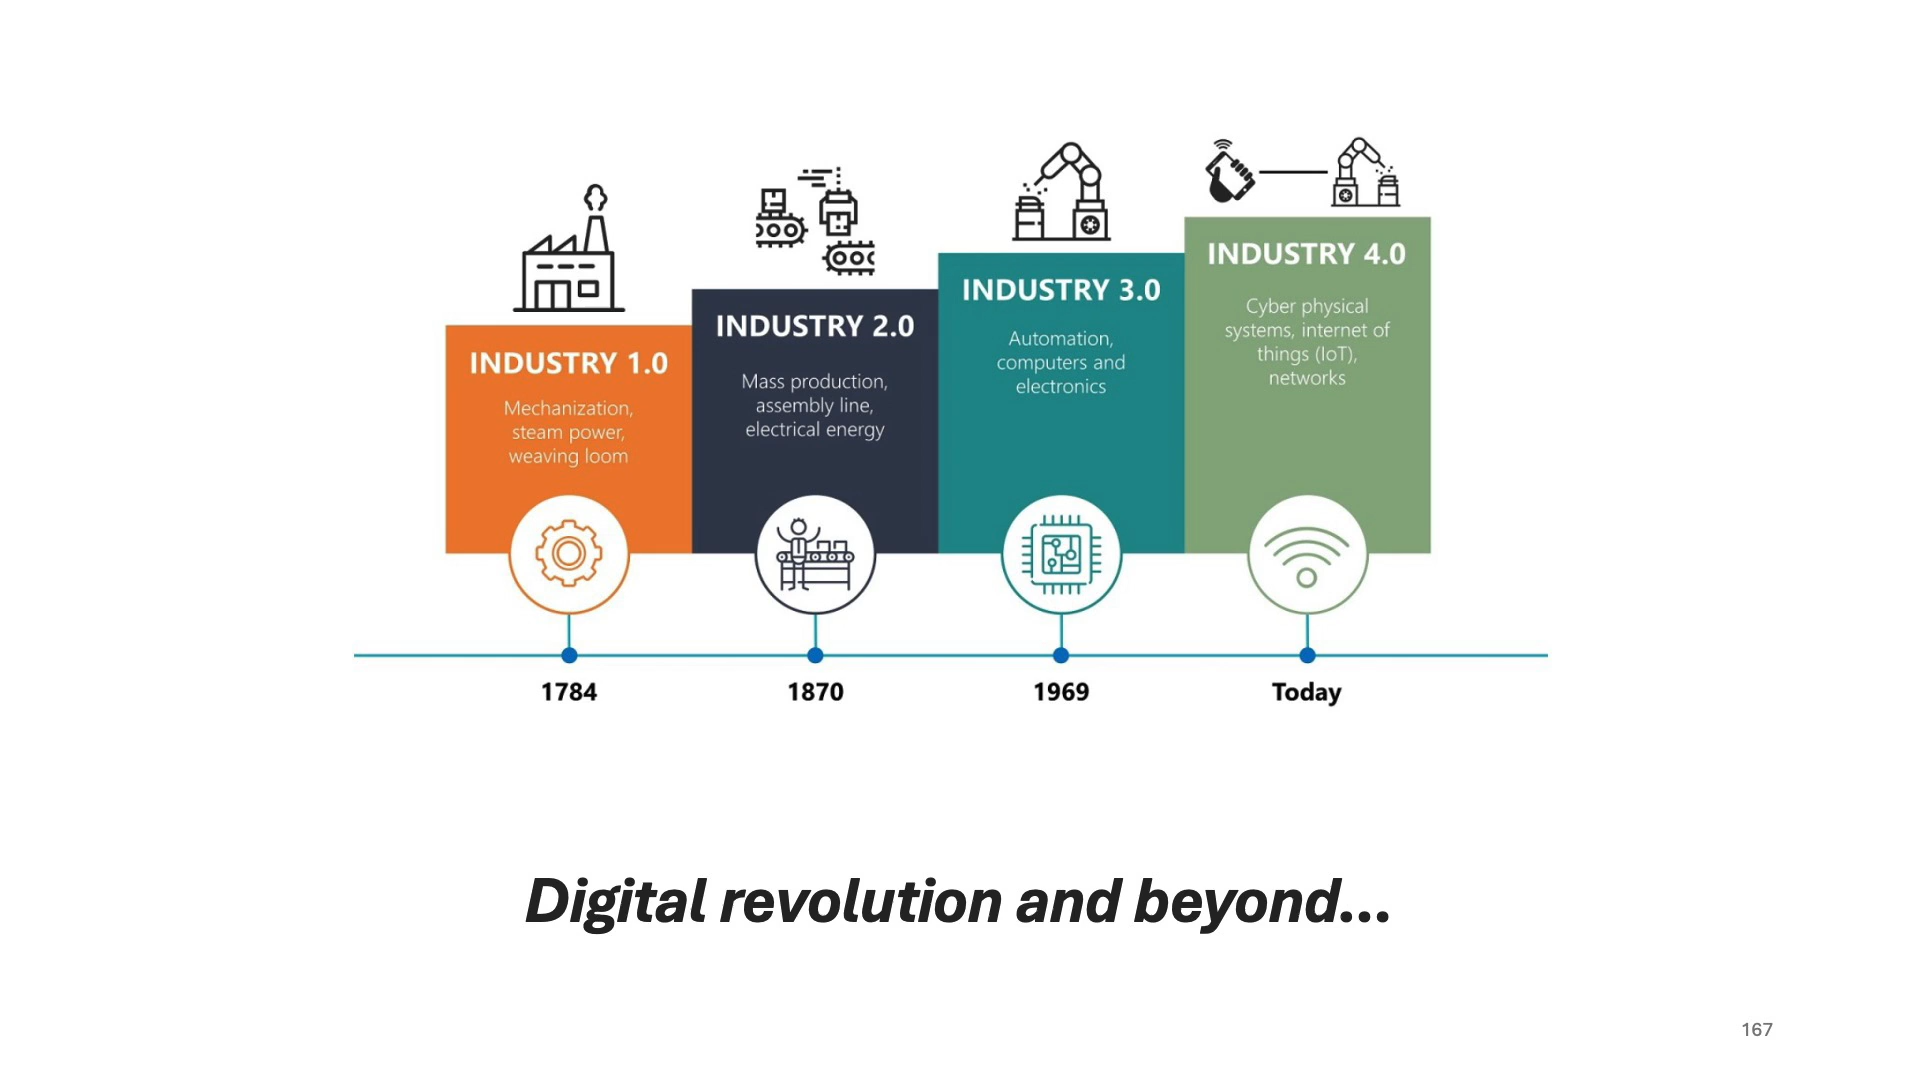 INDUSTRY 1.0
Mechanization,
steam power,
weaving loom
INDUSTRY 2.0
Mass production,
assembly line,
electrical energy
INDUSTRY 3.0
Automation,
computers and
electronics
INDUSTRY 4.0
Cyber physical
systems, internet of
things (IoT),
networks
1784
1870
1969
Today
Digital revolution and beyond...
167